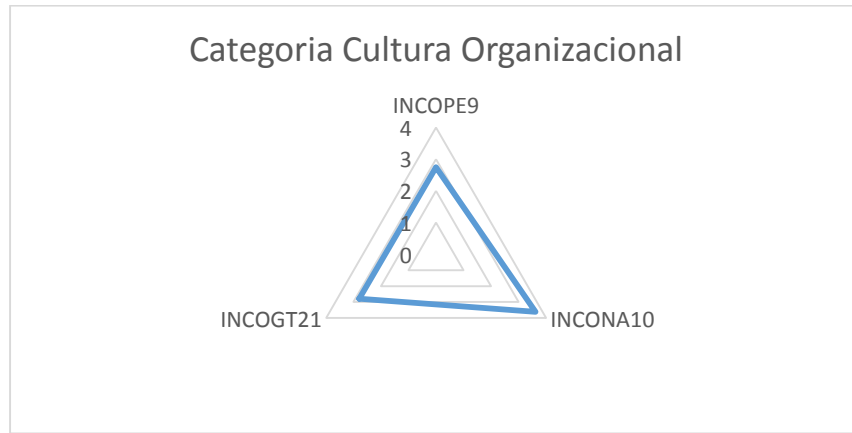 Categoria Cultura Organizacional
INCOPE9
4
3
2
1
0
INCOGT21
INCONA10